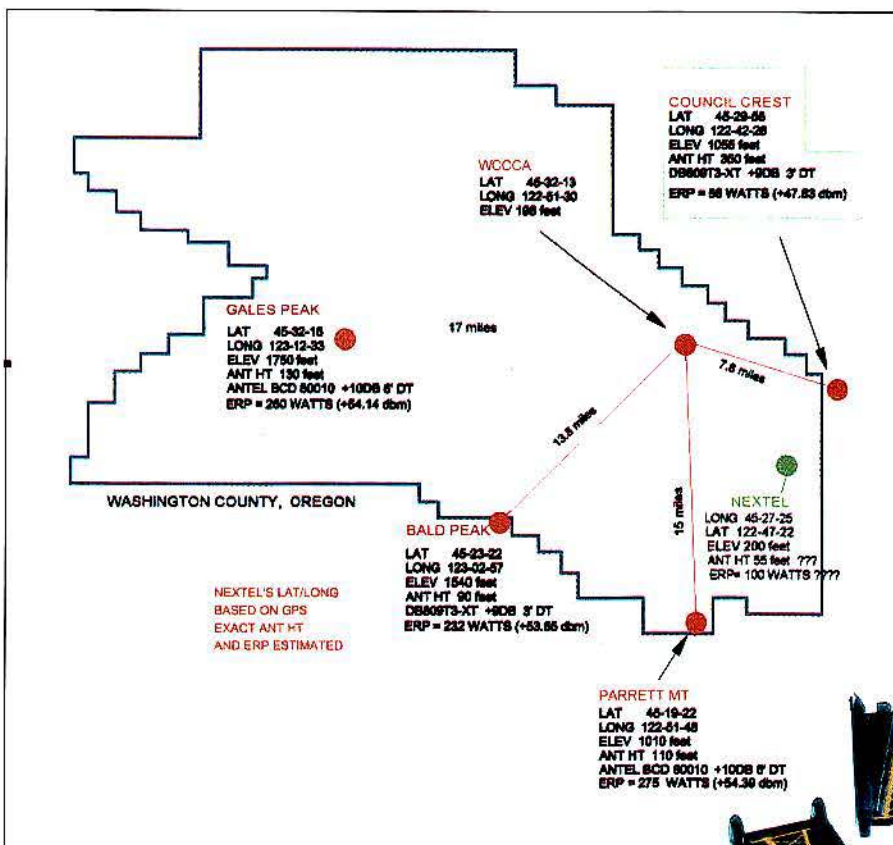 COUNCIL CREST
LAT 45-29-55
LONG 122-42-26
ELEV 1055 feet
ANT HT 350 feet
DB809T3-XT +9DB 3' DT
ERP = 58 WATTS (+47.63 dbm)
WCCCA
LAT 45-32-13
LONG 122-51-30
ELEV 198 feet
GALES PEAK
LAT 45-32-16
LONG 123-12-33
ELEV 1750 feet
ANT HT 130 feet
ANTEL BCD 80010 +10DB 6' DT
ERP = 260 WATTS (+54.14 dbm)
17 miles
7.8 miles
13.8 miles
15 miles
WASHINGTON COUNTY, OREGON
NEXTEL
LONG 45-27-25
LAT 122-47-22
ELEV 200 feet
ANT HT 55 feet ???
ERP= 100 WATTS ????
BALD PEAK
LAT 45-23-22
LONG 123-02-57
ELEV 1540 feet
ANT HT 90 feet
DB809T3-XT +9DB 3' DT
ERP = 232 WATTS (+53.65 dbm)
NEXTEL'S LAT/LONG
BASED ON GPS
EXACT ANT HT
AND ERP ESTIMATED
PARRETT MT
LAT 45-19-22
LONG 122-51-48
ELEV 1010 feet
ANT HT 110 feet
ANTEL BCD 80010 +10DB 6' DT
ERP = 275 WATTS (+54.39 dbm)